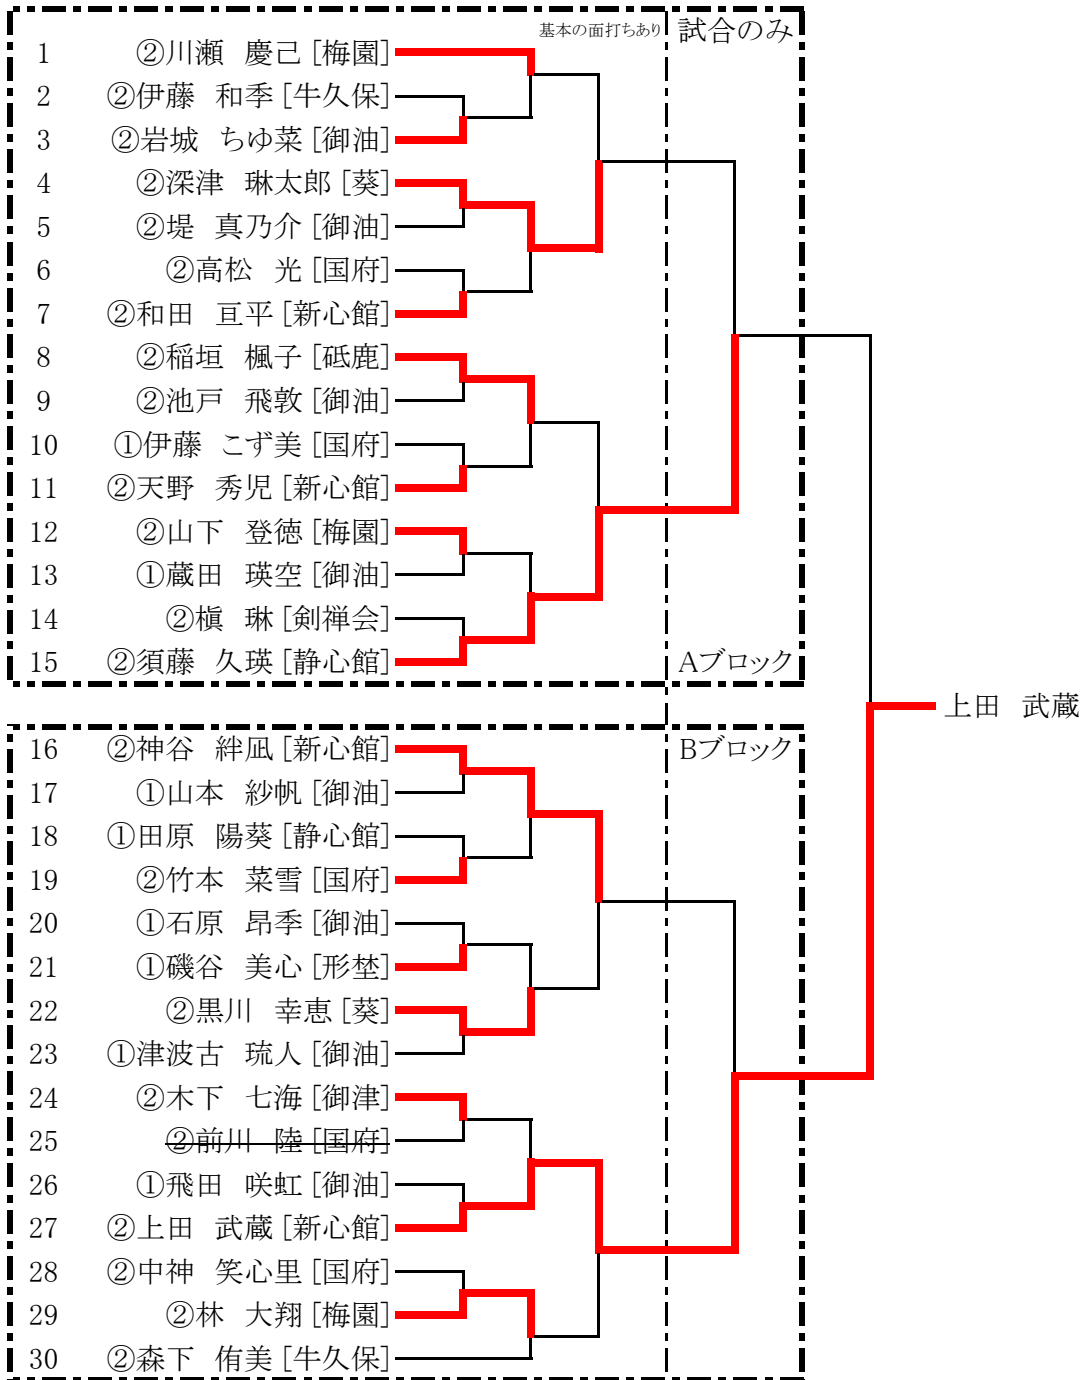 基本の面打ちあり 試合のみ
1 ②川瀬 慶己[梅園]
2 ②伊藤 和季[牛久保]
3 ②岩城 ちゆ菜[御油]
4 ②深津 琳太郎[葵]
5 ②堤 真乃介[御油]
6 ②高松 光[国府]
7 ②和田 亘平[新心館]
8 ②稲垣 楓子[砥鹿]
9 ②池戸 飛敦[御油]
10 ①伊藤 こず美[国府]
11 ②天野 秀児[新心館]
12 ②山下 登徳[梅園]
13 ①蔵田 瑛空[御油]
14 ②槇 琳[剣禅会]
15 ②須藤 久瑛[静心館] Aブロック
上田 武蔵
16 ②神谷 絆凪[新心館] Bブロック
17 ①山本 紗帆[御油]
18 ①田原 陽葵[静心館]
19 ②竹本 菜雪[国府]
20 ①石原 昂季[御油]
21 ①磯谷 美心[形埜]
22 ②黒川 幸恵[葵]
23 ①津波古 琉人[御油]
24 ②木下 七海[御津]
25 ②前川 陸[国府]
26 ①飛田 咲虹[御油]
27 ②上田 武蔵[新心館]
28 ②中神 笑心里[国府]
29 ②林 大翔[梅園]
30 ②森下 侑美[牛久保]